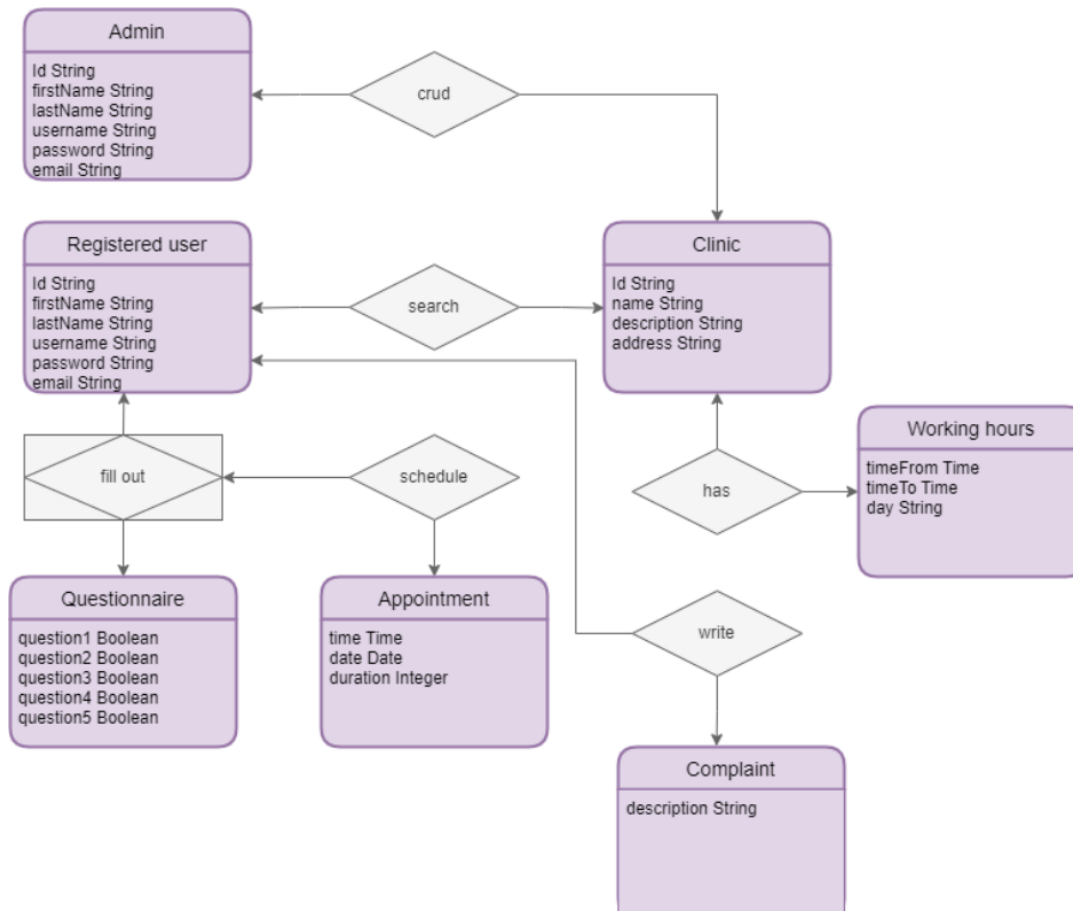 Admin
Id String
firstName String
lastName String
username String
password String
email String
crud
Registered user
Id String
firstName String
lastName String
username String
password String
email String
search
Clinic
Id String
name String
description String
address String
fill out
schedule
has
Working hours
timeFrom Time
timeTo Time
day String
Questionnaire
question1 Boolean
question2 Boolean
question3 Boolean
question4 Boolean
question5 Boolean
Appointment
time Time
date Date
duration Integer
write
Complaint
description String